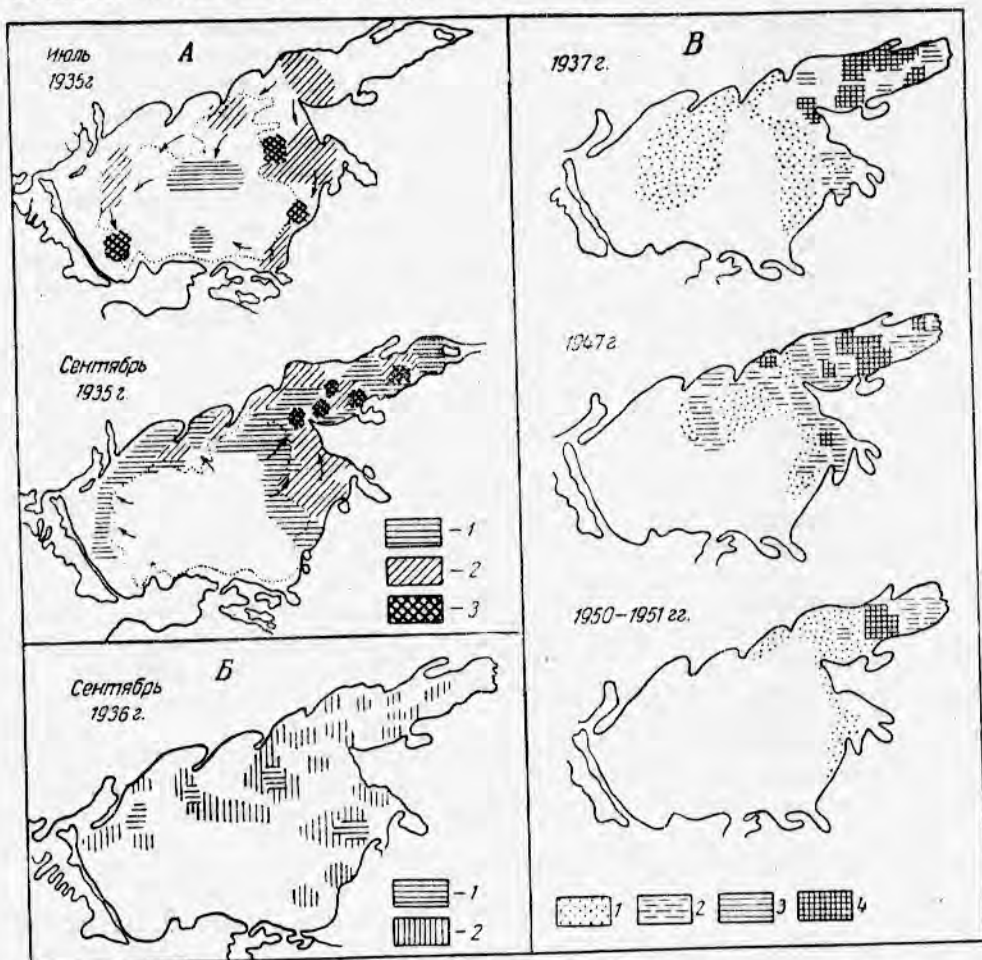 А
Июль
1935г
Сентябрь
1935 г.
-1
-2
-3
Б
Сентябрь
1936 г.
-1
-2
В
1937 г.
1947 г
1950-1951 гг.
1
2
3
4